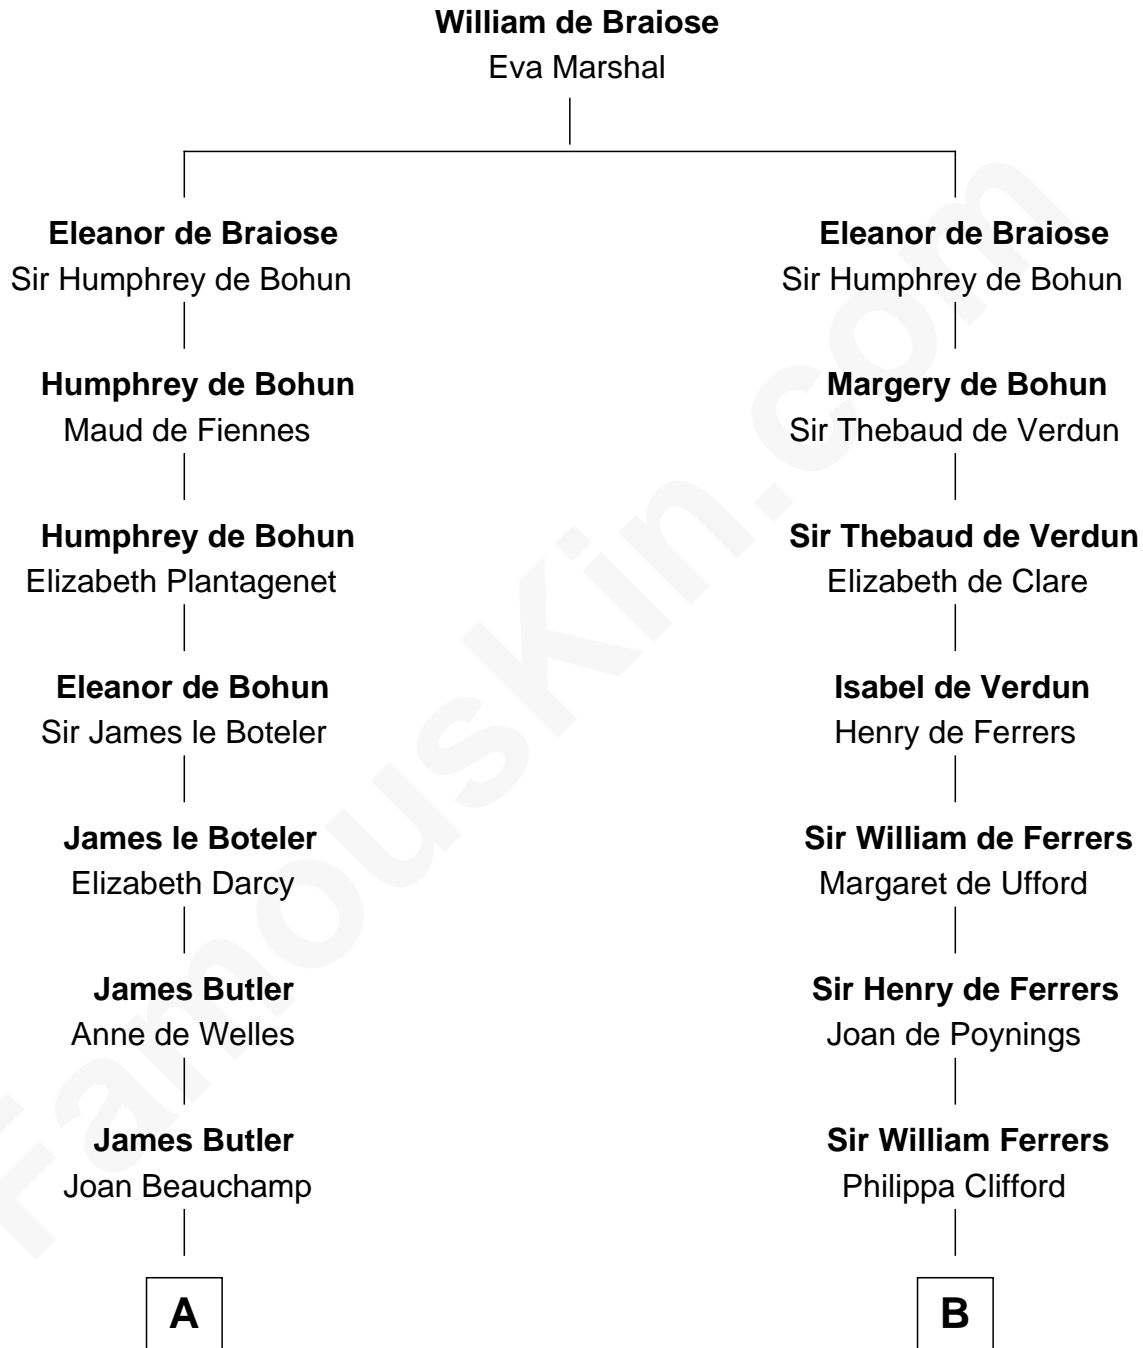 William de Braiose
Eva Marshal
Eleanor de Braiose
Sir Humphrey de Bohun
Humphrey de Bohun
Maud de Fiennes
Humphrey de Bohun
Elizabeth Plantagenet
Eleanor de Bohun
Sir James le Boteler
James le Boteler
Elizabeth Darcy
James Butler
Anne de Welles
James Butler
Joan Beauchamp
A
Eleanor de Braiose
Sir Humphrey de Bohun
Margery de Bohun
Sir Thebaud de Verdun
Sir Thebaud de Verdun
Elizabeth de Clare
Isabel de Verdun
Henry de Ferrers
Sir William de Ferrers
Margaret de Ufford
Sir Henry de Ferrers
Joan de Poynings
Sir William Ferrers
Philippa Clifford
B
FamousKin.com